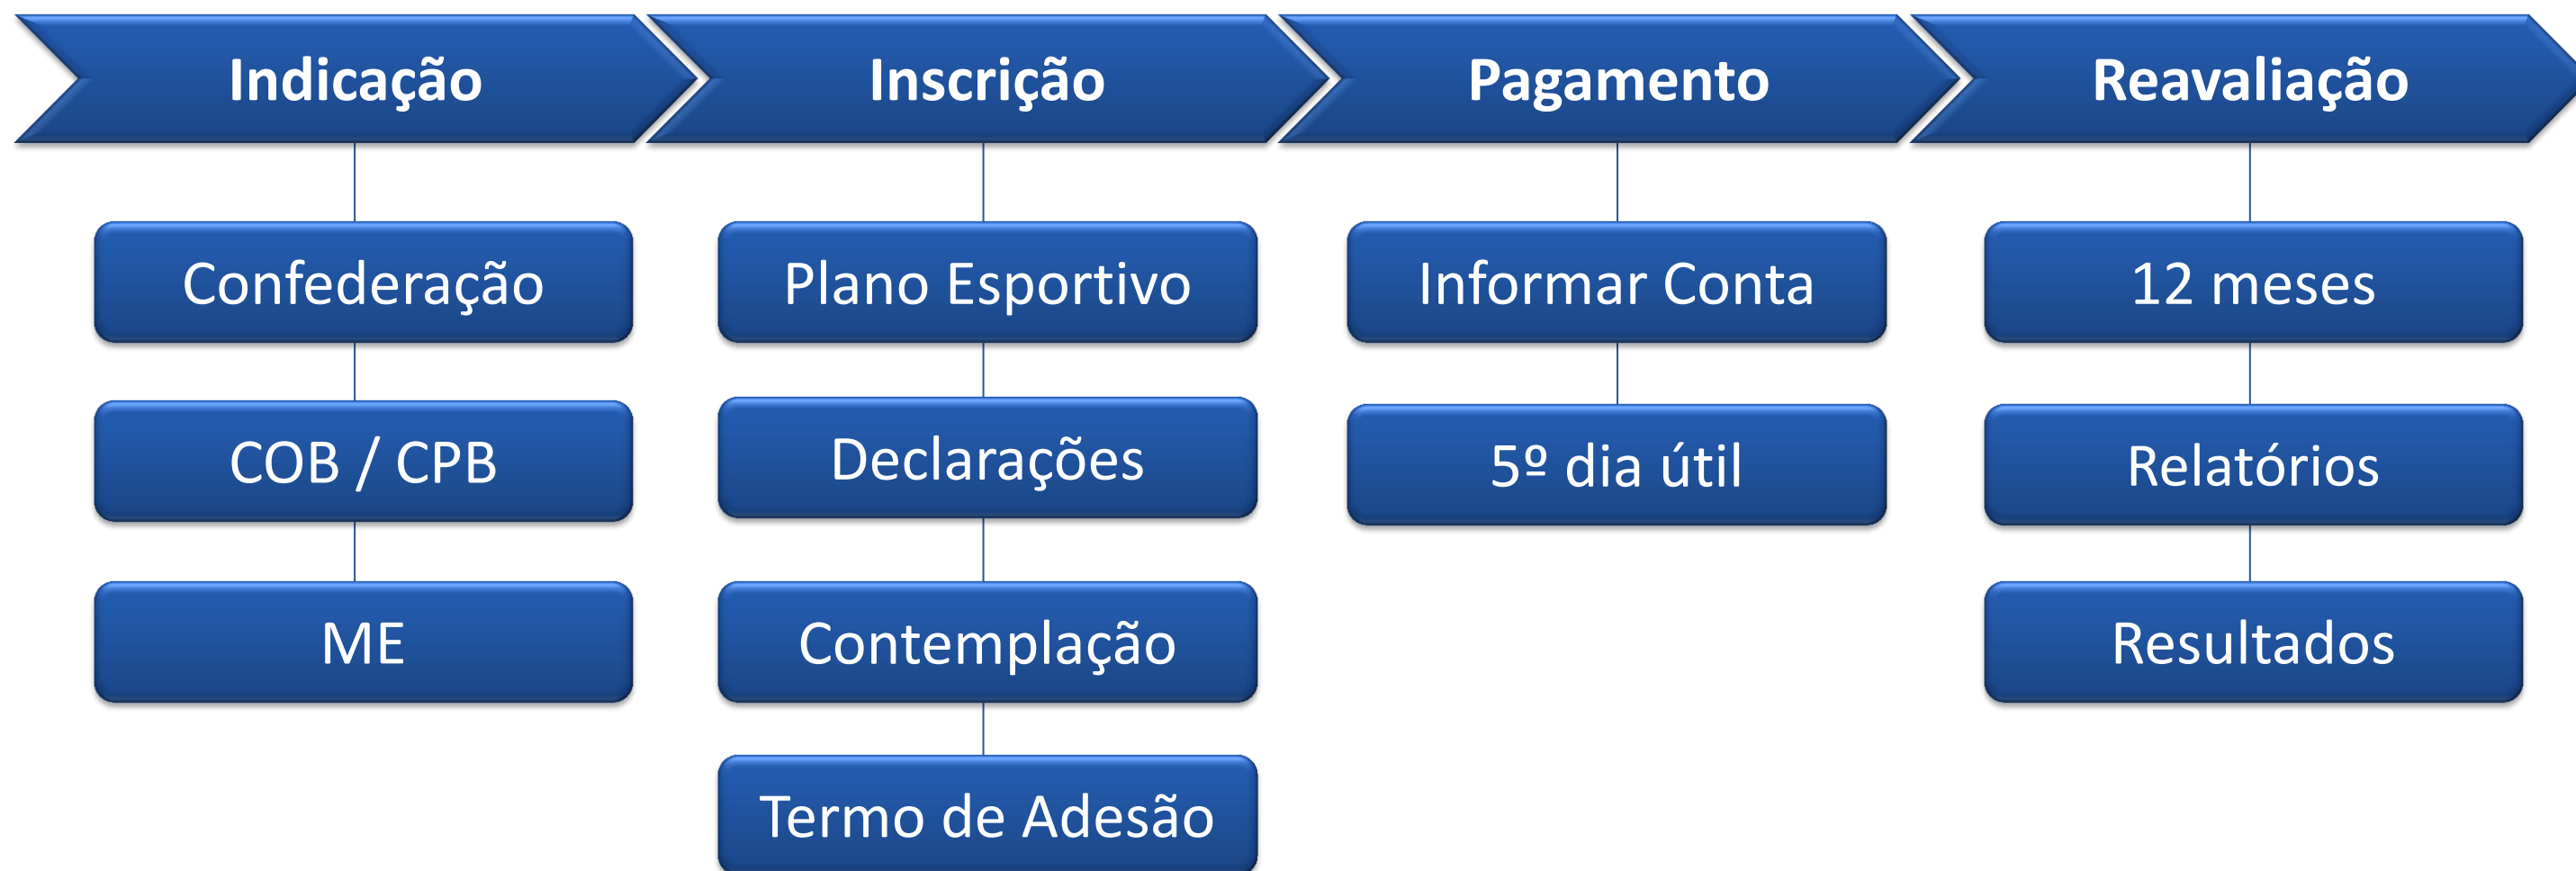 Indicação
Confederação
COB / CPB
ME
Inscrição
Plano Esportivo
Declarações
Contemplação
Termo de Adesão
Pagamento
Informar Conta
5º dia útil
Reavaliação
12 meses
Relatórios
Resultados